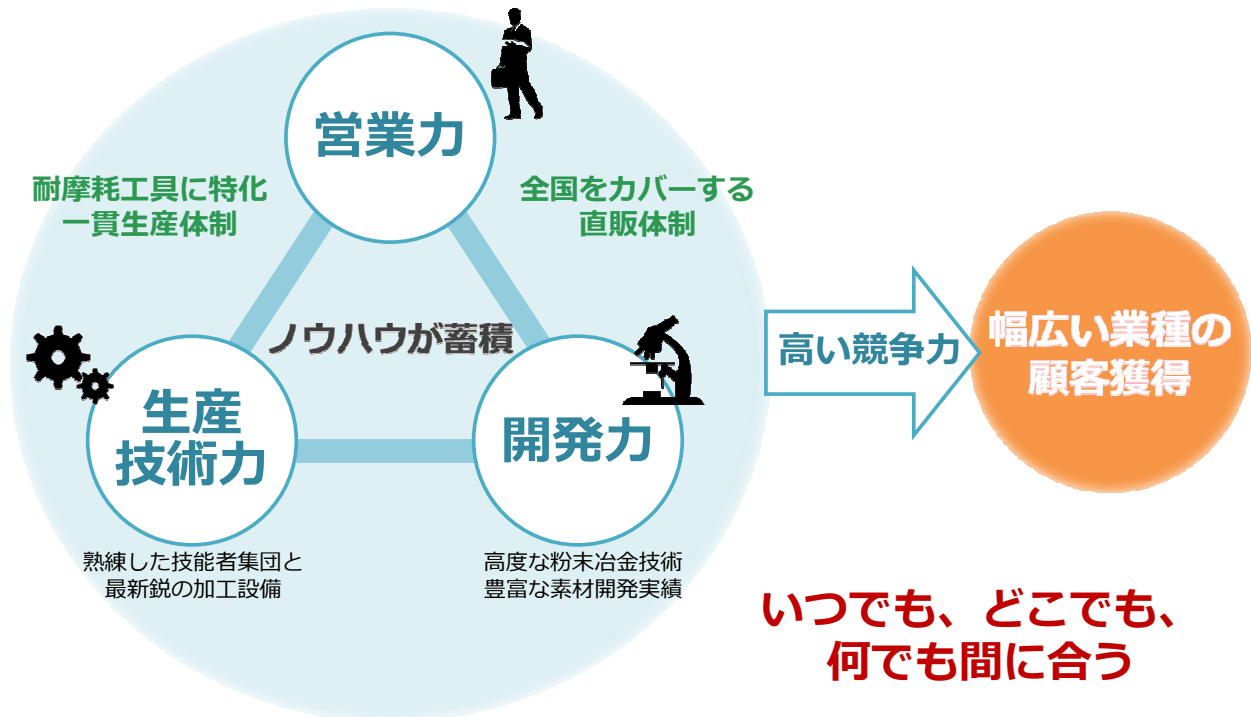 営業力
耐摩耗工具に特化
一貫生産体制
全国をカバーする
直販体制
ノウハウが蓄積
生産
技術力
開発力
熟練した技能者集団と
最新鋭の加工設備
高度な粉末冶金技術
豊富な素材開発実績
高い競争力
幅広い業種の
顧客獲得
いつでも、どこでも、
何でも間に合う